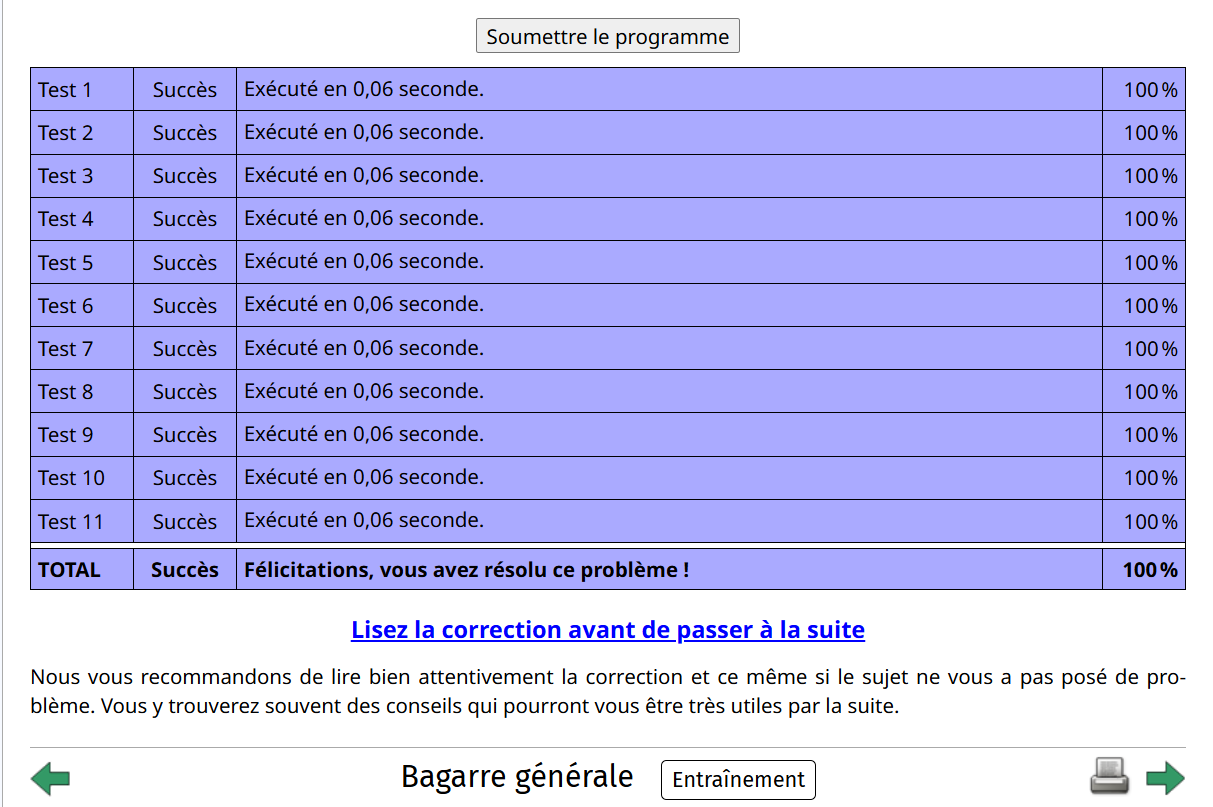 Soumettre le programme
Test 1 Succès Exécuté en 0,06 seconde. 100 %
Test 2 Succès Exécuté en 0,06 seconde. 100 %
Test 3 Succès Exécuté en 0,06 seconde. 100 %
Test 4 Succès Exécuté en 0,06 seconde. 100 %
Test 5 Succès Exécuté en 0,06 seconde. 100 %
Test 6 Succès Exécuté en 0,06 seconde. 100 %
Test 7 Succès Exécuté en 0,06 seconde. 100 %
Test 8 Succès Exécuté en 0,06 seconde. 100 %
Test 9 Succès Exécuté en 0,06 seconde. 100 %
Test 10 Succès Exécuté en 0,06 seconde. 100 %
Test 11 Succès Exécuté en 0,06 seconde. 100 %
TOTAL Succès Félicitations, vous avez résolu ce problème ! 100 %
Lisez la correction avant de passer à la suite
Nous vous recommandons de lire bien attentivement la correction et ce même si le sujet ne vous a pas posé de pro-
blème. Vous y trouverez souvent des conseils qui pourront vous être très utiles par la suite.
Bagarre générale Entraînement